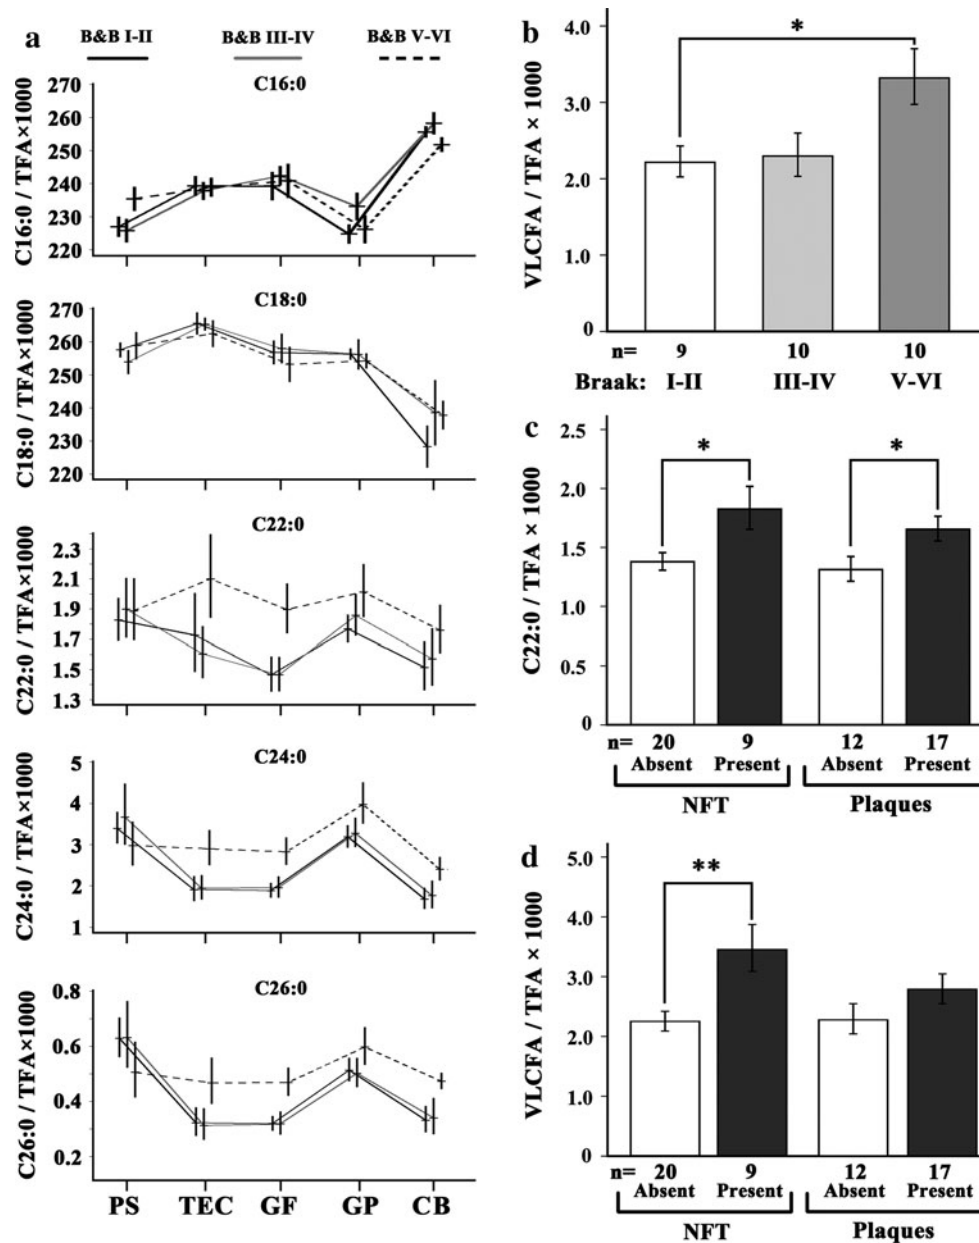 a
B&B I-II B&B III-IV B&B V-VI
C16:0
C16:0 / TFA×1000
270
260
250
240
230
220
C18:0
C18:0 / TFA×1000
270
260
250
240
230
220
C22:0
C22:0 / TFA×1000
2.3
2.1
1.9
1.7
1.5
1.3
C24:0
C24:0 / TFA×1000
5
4
3
2
1
C26:0
C26:0 / TFA×1000
0.8
0.6
0.4
0.2
PS TEC GF GP CB
b
VLCFA / TFA × 1000
4.0
3.0
2.0
1.0
0
*
n= 9 10 10
Braak: I-II III-IV V-VI
c
C22:0 / TFA × 1000
2.5
2.0
1.5
1.0
0.5
0
* *
n= 20 9 12 17
Absent Present Absent Present
NFT Plaques
d
VLCFA / TFA × 1000
5.0
4.0
3.0
2.0
1.0
0
**
n= 20 9 12 17
Absent Present Absent Present
NFT Plaques